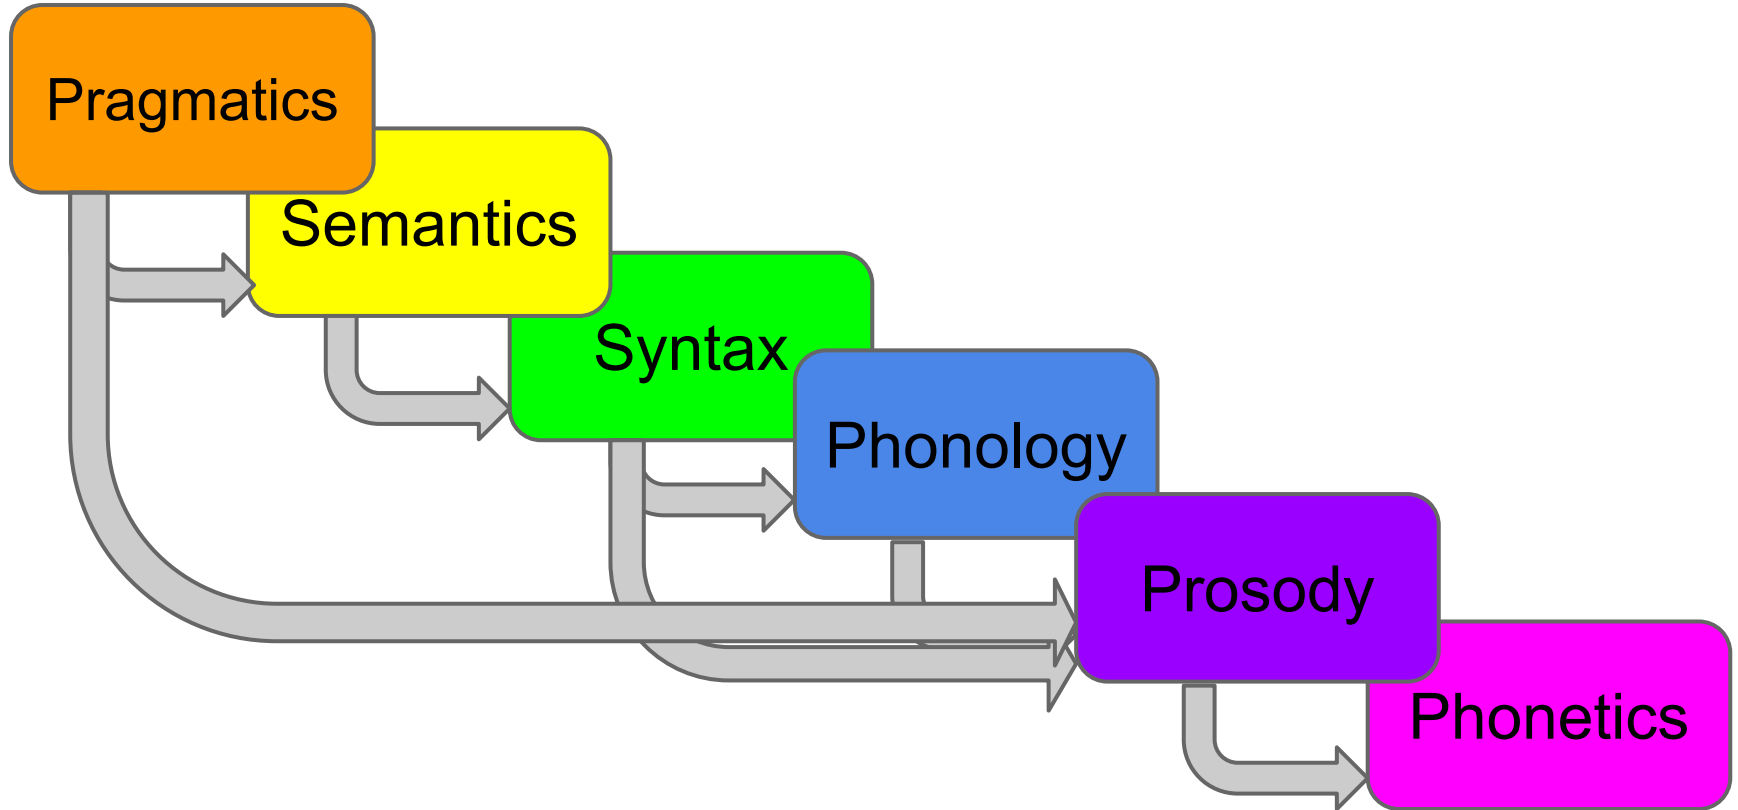 Pragmatics
Semantics
Syntax
Phonology
Prosody
Phonetics